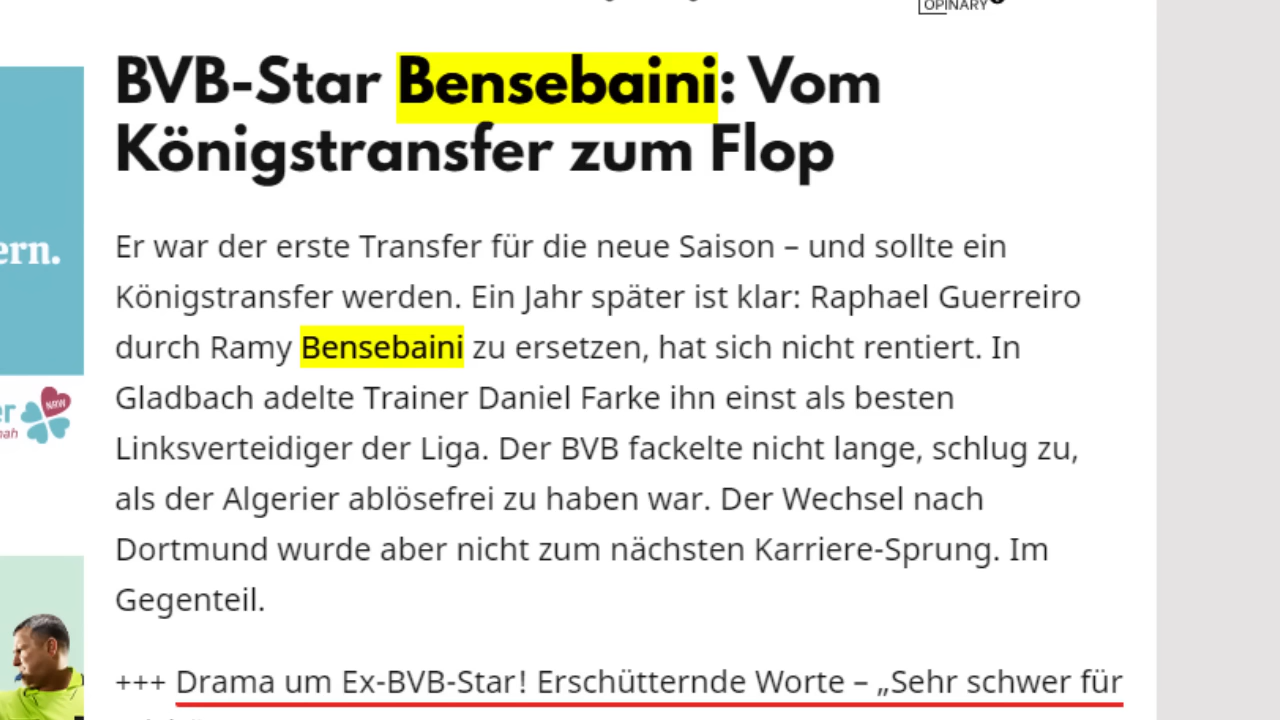 OPINARY
BVB-Star Bensebaini: Vom
Königstransfer zum Flop
ern.
Er war der erste Transfer für die neue Saison – und sollte ein
Königstransfer werden. Ein Jahr später ist klar: Raphael Guerreiro
durch Ramy Bensebaini zu ersetzen, hat sich nicht rentiert. In
Gladbach adelte Trainer Daniel Farke ihn einst als besten
Linksverteidiger der Liga. Der BVB fackelte nicht lange, schlug zu,
als der Algerier ablösefrei zu haben war. Der Wechsel nach
Dortmund wurde aber nicht zum nächsten Karriere-Sprung. Im
Gegenteil.
er
NRW
nah
+++ Drama um Ex-BVB-Star! Erschütternde Worte – „Sehr schwer für